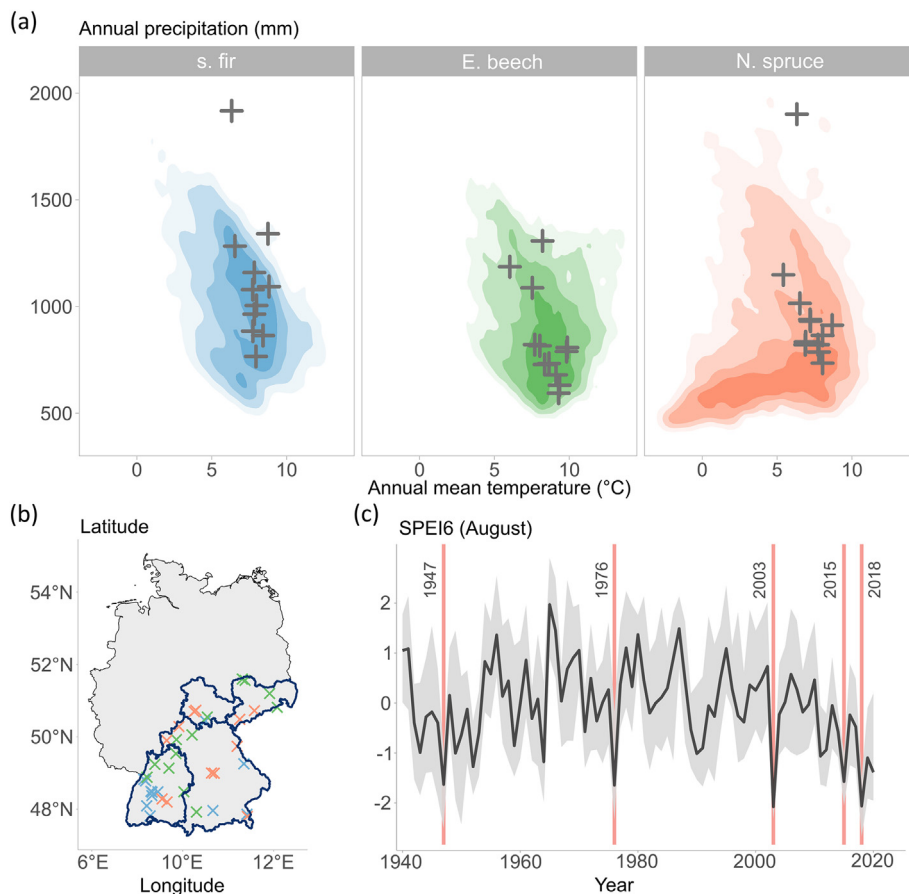 (a)
Annual precipitation (mm)
s. fir
E. beech
N. spruce
2000
1500
1000
500
0 5 10
0 5 10
0 5 10
Annual mean temperature (°C)
(b)
Latitude
54°N
52°N
50°N
48°N
6°E
10°E
12°E
Longitude
(c)
SPEI6 (August)
1947
1976
2003
2015
2018
2
1
0
-1
-2
1940
1960
1980
2000
2020
Year